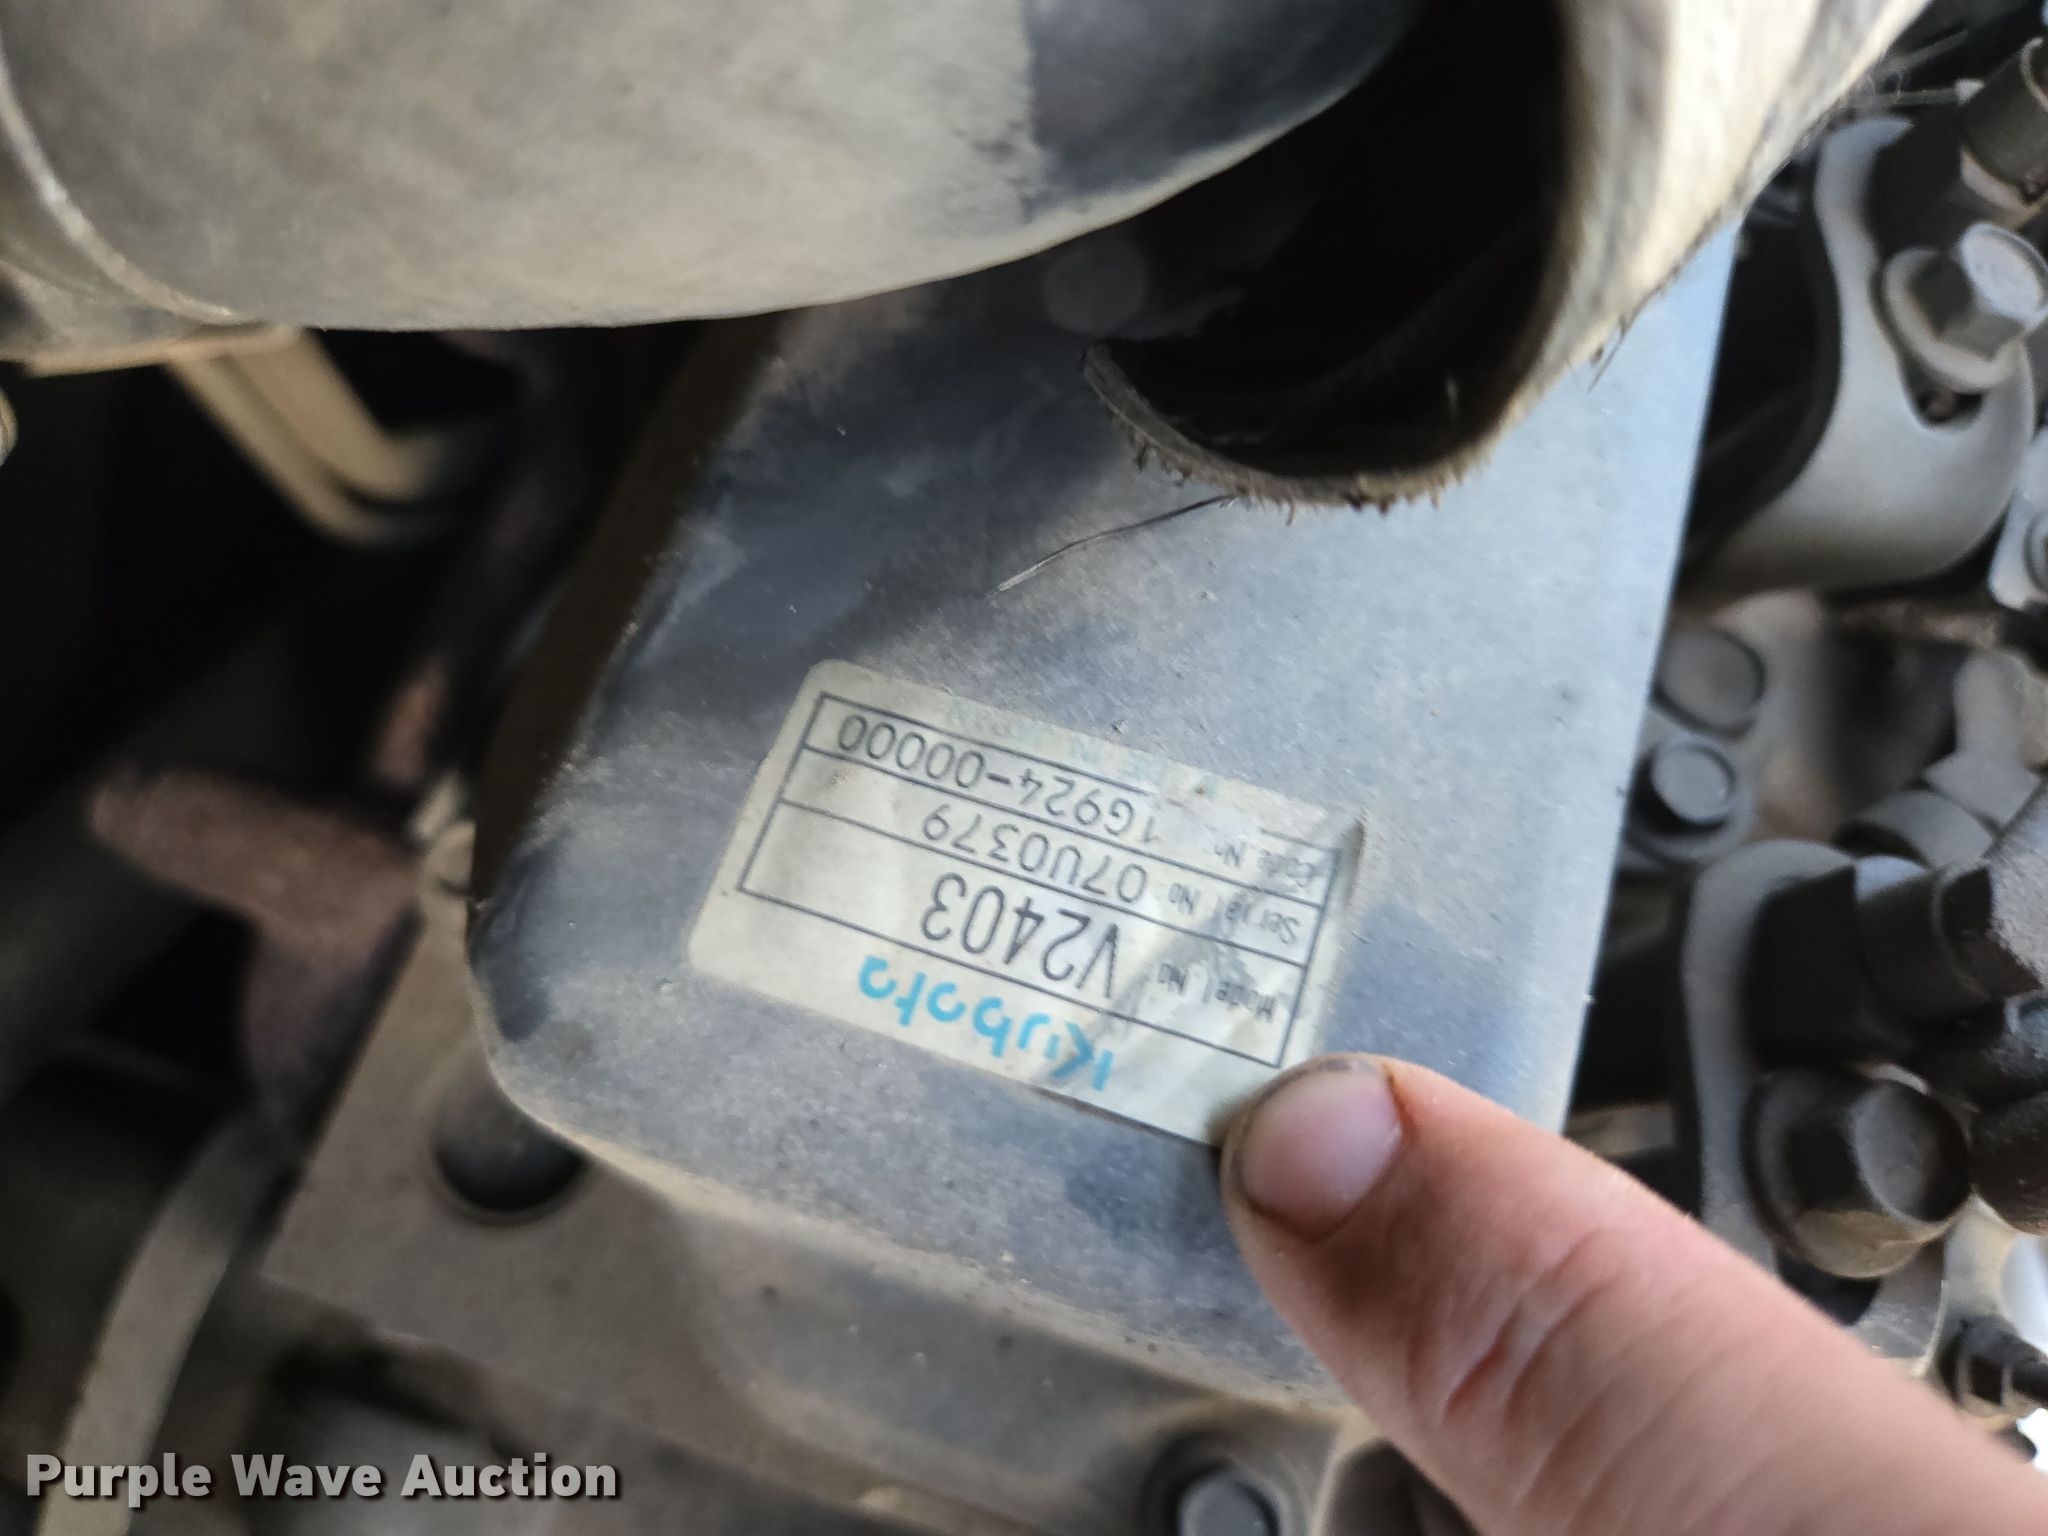 Kubota
Model No. V2403
Serial No. 07U0379
Code No. 1G924-00000
Purple Wave Auction